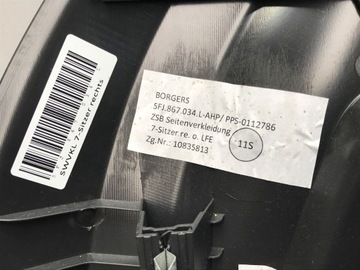 SWVKL 7-Sitzer rechts
BORGERS
5FJ.867.034.L-AHP/ PPS-0112786
ZSB Seitenverkleidung
7-Sitzer re. o. LFE
Zg.Nr.: 10835813
11S